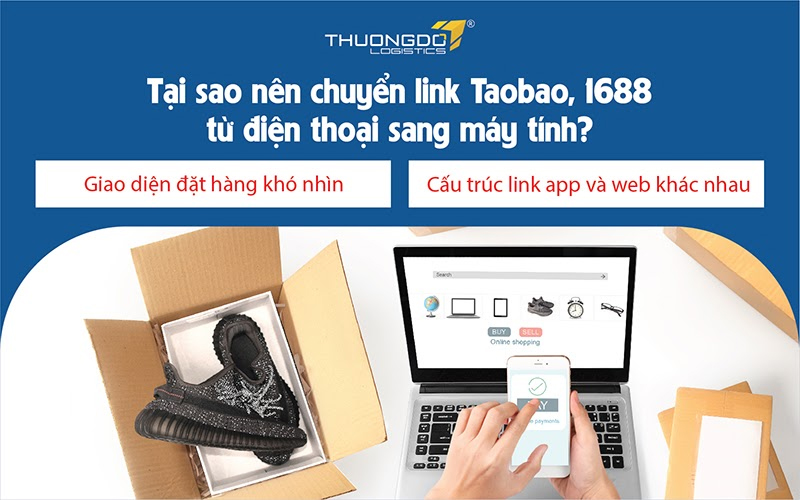 THUONGDO
®
LOGISTICS
Tại sao nên chuyển link Taobao, 1688
từ điện thoại sang máy tính?
Giao diện đặt hàng khó nhìn
Cấu trúc link app và web khác nhau
Search
BUY SELL
Online shopping
payments